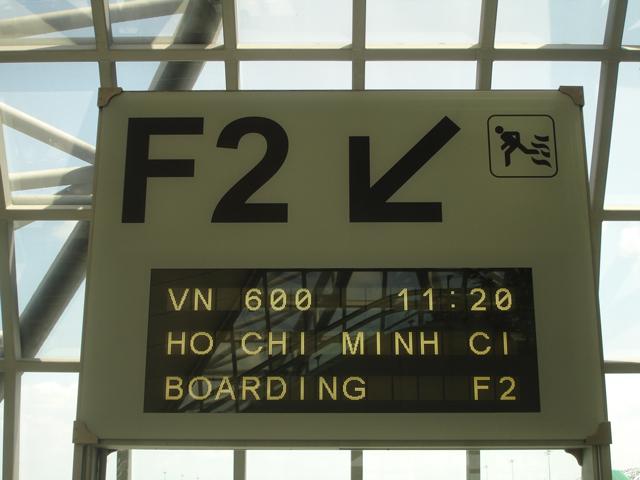 F2
VN 600 11:20
HO CHI MINH CI
BOARDING F2